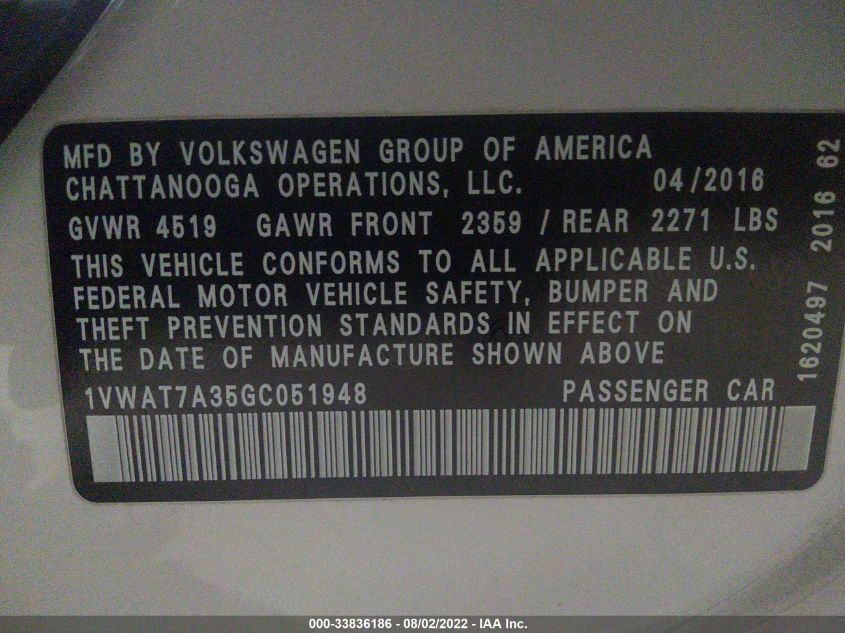 MFD BY VOLKSWAGEN GROUP OF AMERICA
CHATTANOOGA OPERATIONS, LLC. 04/2016
GVWR 4519 GAWR FRONT 2359 / REAR 2271 LBS
THIS VEHICLE CONFORMS TO ALL APPLICABLE U.S.
FEDERAL MOTOR VEHICLE SAFETY, BUMPER AND
THEFT PREVENTION STANDARDS IN EFFECT ON
THE DATE OF MANUFACTURE SHOWN ABOVE
1VWAT7A35GC051948 PASSENGER CAR
1620497 2016 62
000-33836186 - 08/02/2022 - IAA Inc.